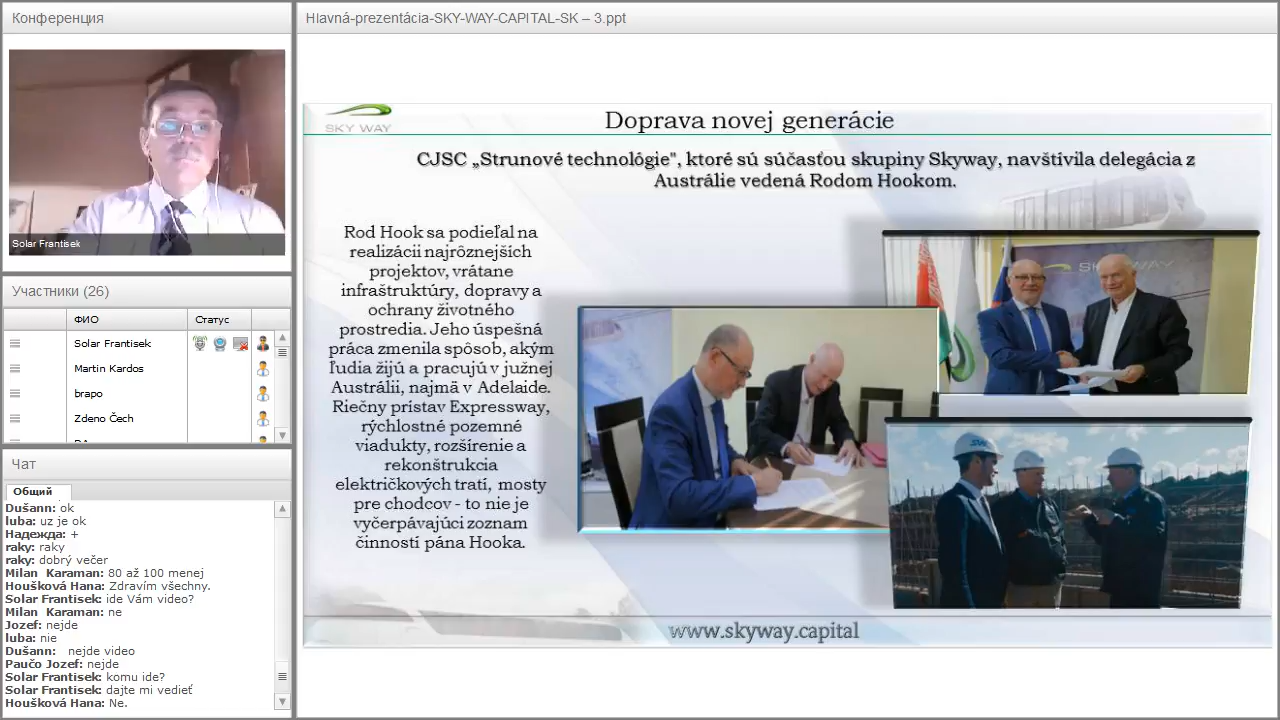 Конференция
Solar Frantisek
Участники (26)
ФИО
Статус
Solar Frantisek
Martin Kardos
brapo
Zdeno Čech
Чат
Общий
Dušann: ok
luba: uz je ok
Надежда: +
raky: raky
raky: dobrý večer
Milan Karaman: 80 až 100 menej
Houšková Hana: Zdravím všechny.
Solar Frantisek: ide Vám video?
Milan Karaman: ne
Jozef: nejde
luba: nie
Dušann: nejde video
Paučo Jozef: nejde
Solar Frantisek: komu ide?
Solar Frantisek: dajte mi vedieť
Houšková Hana: Ne.
Hlavná-prezentácia-SKY-WAY-CAPITAL-SK – 3.ppt
SKY WAY
Doprava novej generácie
CJSC „Strunové technológie", ktoré sú súčasťou skupiny Skyway, navštívila delegácia z
Austrálie vedená Rodom Hookom.
Rod Hook sa podieľal na
realizácii najrôznejších
projektov, vrátane
infraštruktúry, dopravy a
ochrany životného
prostredia. Jeho úspešná
práca zmenila spôsob, akým
ľudia žijú a pracujú v južnej
Austrálii, najmä v Adelaide.
Riečny prístav Expressway,
rýchlostné pozemné
viadukty, rozšírenie a
rekonštrukcia
električkových tratí, mosty
pre chodcov - to nie je
vyčerpávajúci zoznam
činnosti pána Hooka.
SKY WAY
www.skyway.capital